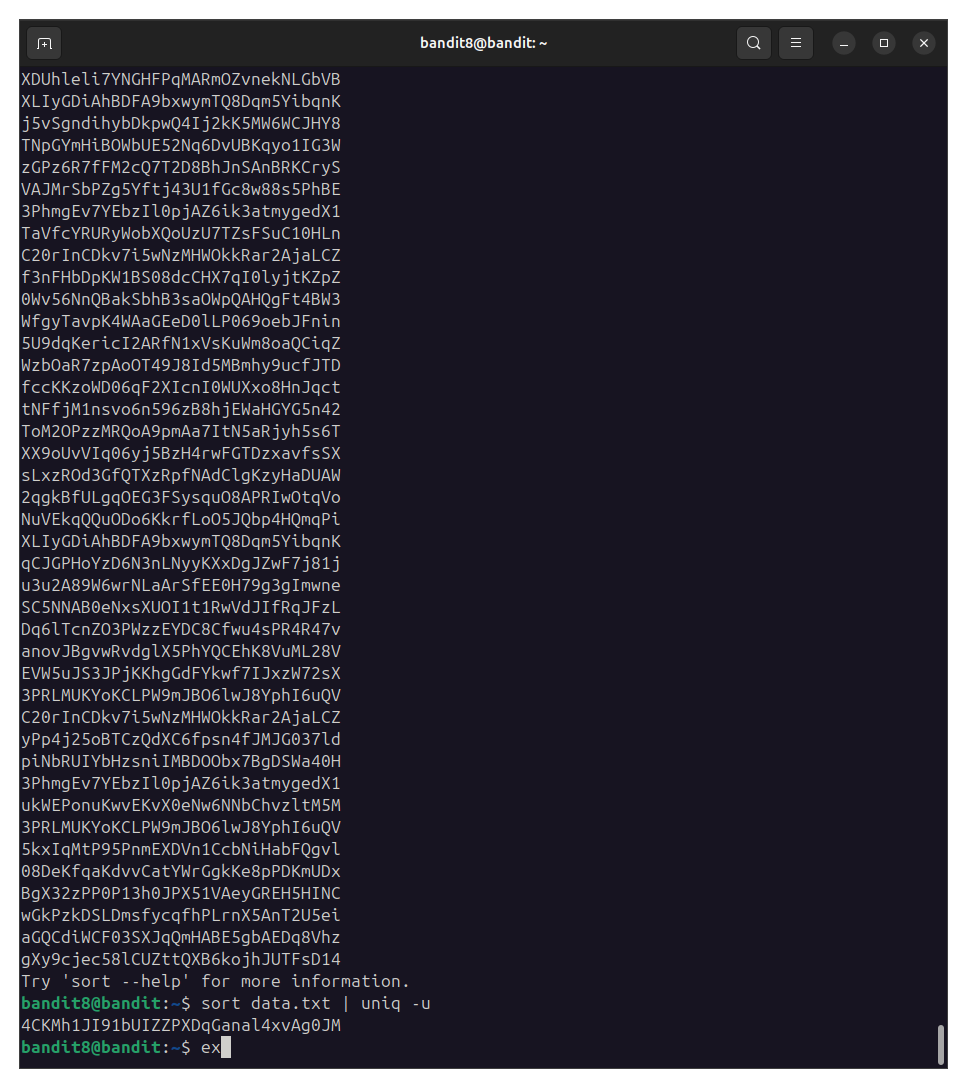 bandit8@bandit: ~
XDUhleli7YNGHFPqMARmOZvnekNLGbVB
XLIyGDiAhBDFA9bxwymTQ8Dqm5YibqnK
j5vSgndihybDkpwQ4Ij2kK5MW6WCJHY8
TNpGYmHiBOWbUE52Nq6DvUBKqyo1IG3W
zGPz6R7fFM2cQ7T2D8BhJnSAnBRKCryS
VAJMrSbPZg5Yftj43U1fGc8w88s5PhBE
3PhmgEv7YEbzIl0pjAZ6ik3atmygedX1
TaVfcYRURyWobXQoUzU7TZsFSuC10HLn
C20rInCDkv7i5wNzMHWOkkRar2AjaLCZ
f3nFHbDpKW1BS08dcCHX7qI0lyjtKZpZ
0Wv56NnQBakSbhB3saOWpQAHQgFt4BW3
WfgyTavpK4WAaGEeD0lLP069oebJFnin
5U9dqKericI2ARfN1xVsKuWm8oaQCiqZ
WzbOaR7zpAoOT49J8Id5MBmhy9ucfJTD
fccKKzoWD06qF2XIcnI0WUXxo8HnJqct
tNFfjM1nsvo6n596zB8hjEWaHGYG5n42
ToM2OPzzMRQoA9pmAa7ItN5aRjyh5s6T
XX9oUvVIq06yj5BzH4rwFGTDzxavfsSX
sLxzROd3GfQTXzRpfNAdClgKzyHaDUAW
2qgkBfULgqOEG3FSysquO8APRIwOtqVo
NuVEkqQQuODo6KkrfLoO5JQbp4HQmqPi
XLIyGDiAhBDFA9bxwymTQ8Dqm5YibqnK
qCJGPHoYzD6N3nLNyyKXxDgJZwF7j81j
u3u2A89W6wrNLaArSfEE0H79g3gImwne
SC5NNAB0eNxsXUOI1t1RwVdJIfRqJFzL
Dq6lTcnZO3PWzzEYDC8Cfwu4sPR4R47v
anovJBgvwRvdglX5PhYQCEhK8VuML28V
EVW5uJS3JPjKKhgGdFYkwf7IJxzW72sX
3PRLMUKYoKCLPW9mJBO6lwJ8YphI6uQV
C20rInCDkv7i5wNzMHWOkkRar2AjaLCZ
yPp4j25oBTCzQdXC6fpsn4fJMJG037ld
piNbRUIYbHzsniIMBDOObx7BgDSWa40H
3PhmgEv7YEbzIl0pjAZ6ik3atmygedX1
ukWEPonuKwvEKvX0eNw6NNbChvzltM5M
3PRLMUKYoKCLPW9mJBO6lwJ8YphI6uQV
5kxIqMtP95PnmEXDVn1CcbNiHabFQgvl
08DeKfqaKdvvCatYWrGgkKe8pPDKmUDx
BgX32zPP0P13h0JPX51VAeyGREH5HINC
wGkPzkDSLDmsfycqfhPLrnX5AnT2U5ei
aGQCdiWCF03SXJqQmHABE5gbAEDq8Vhz
gXy9cjec58lCUZttQXB6kojhJUTFsD14
Try 'sort --help' for more information.
bandit8@bandit:~$ sort data.txt | uniq -u
4CKMh1JI91bUIZZPXDqGanal4xvAg0JM
bandit8@bandit:~$ ex